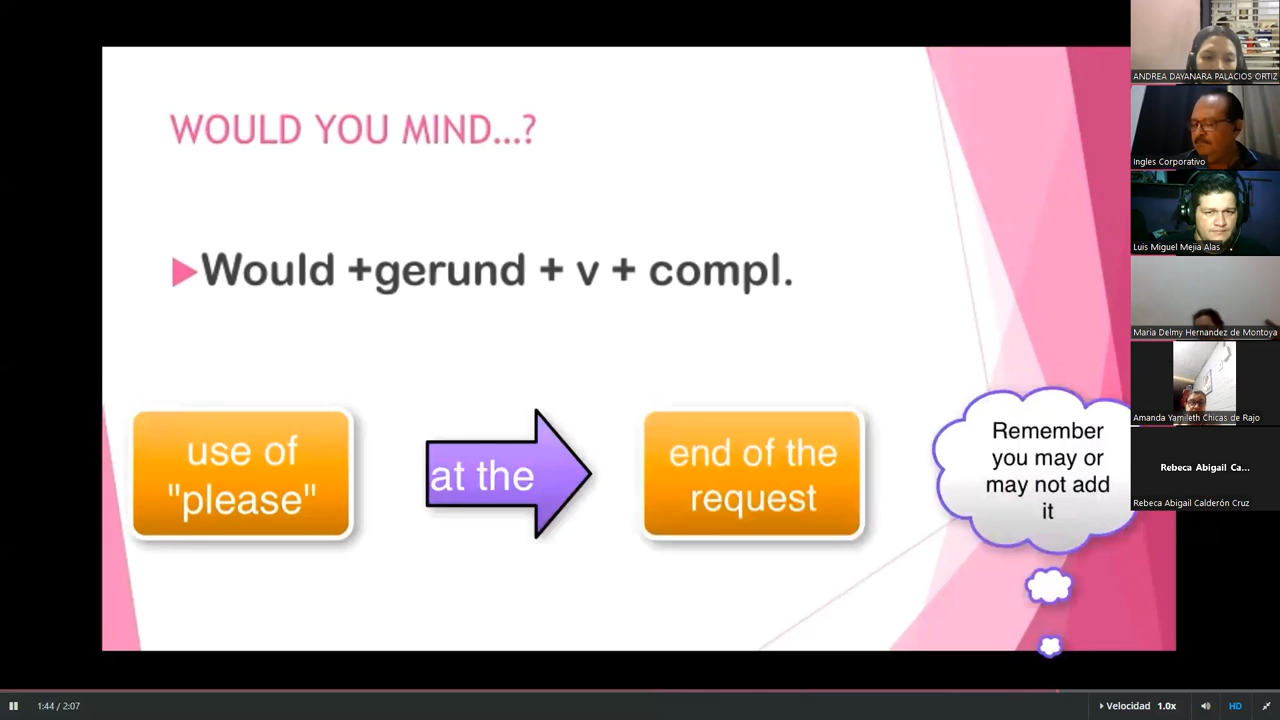 WOULD YOU MIND...?
Would +gerund + v + compl.
use of
"please"
at the
end of the
request
Remember
you may or
may not add
it
ANDREA DAYANARA PALACIOS ORTIZ
Ingles Corporativo
Luis Miguel Mejia Alas
Maria Delmy Hernandez de Montoya
Amanda Yamileth Chicas de Rajo
Rebeca Abigail Ca...
Rebeca Abigail Calderón Cruz
1:44 / 2:07
Velocidad 1.0x
HD